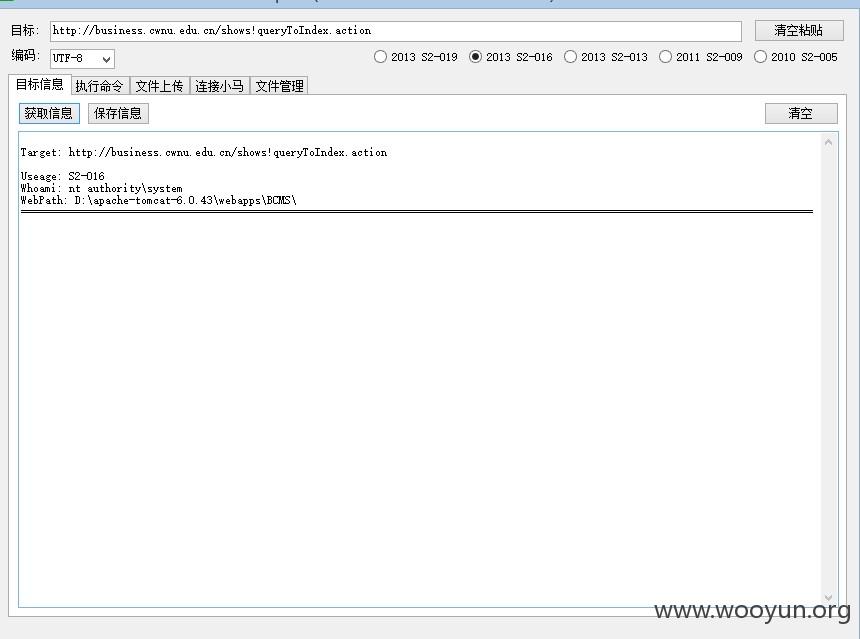 目标: http://business.cwnu.edu.cn/shows!queryToIndex.action 清空粘贴
编码: UTF-8 2013 S2-019 2013 S2-016 2013 S2-013 2011 S2-009 2010 S2-005
目标信息 执行命令 文件上传 连接小马 文件管理
获取信息 保存信息 清空
Target: http://business.cwnu.edu.cn/shows!queryToIndex.action
Useage: S2-016
Whoami: nt authority\system
WebPath: D:\apache-tomcat-6.0.43\webapps\BCMS\
www.wooyun.org